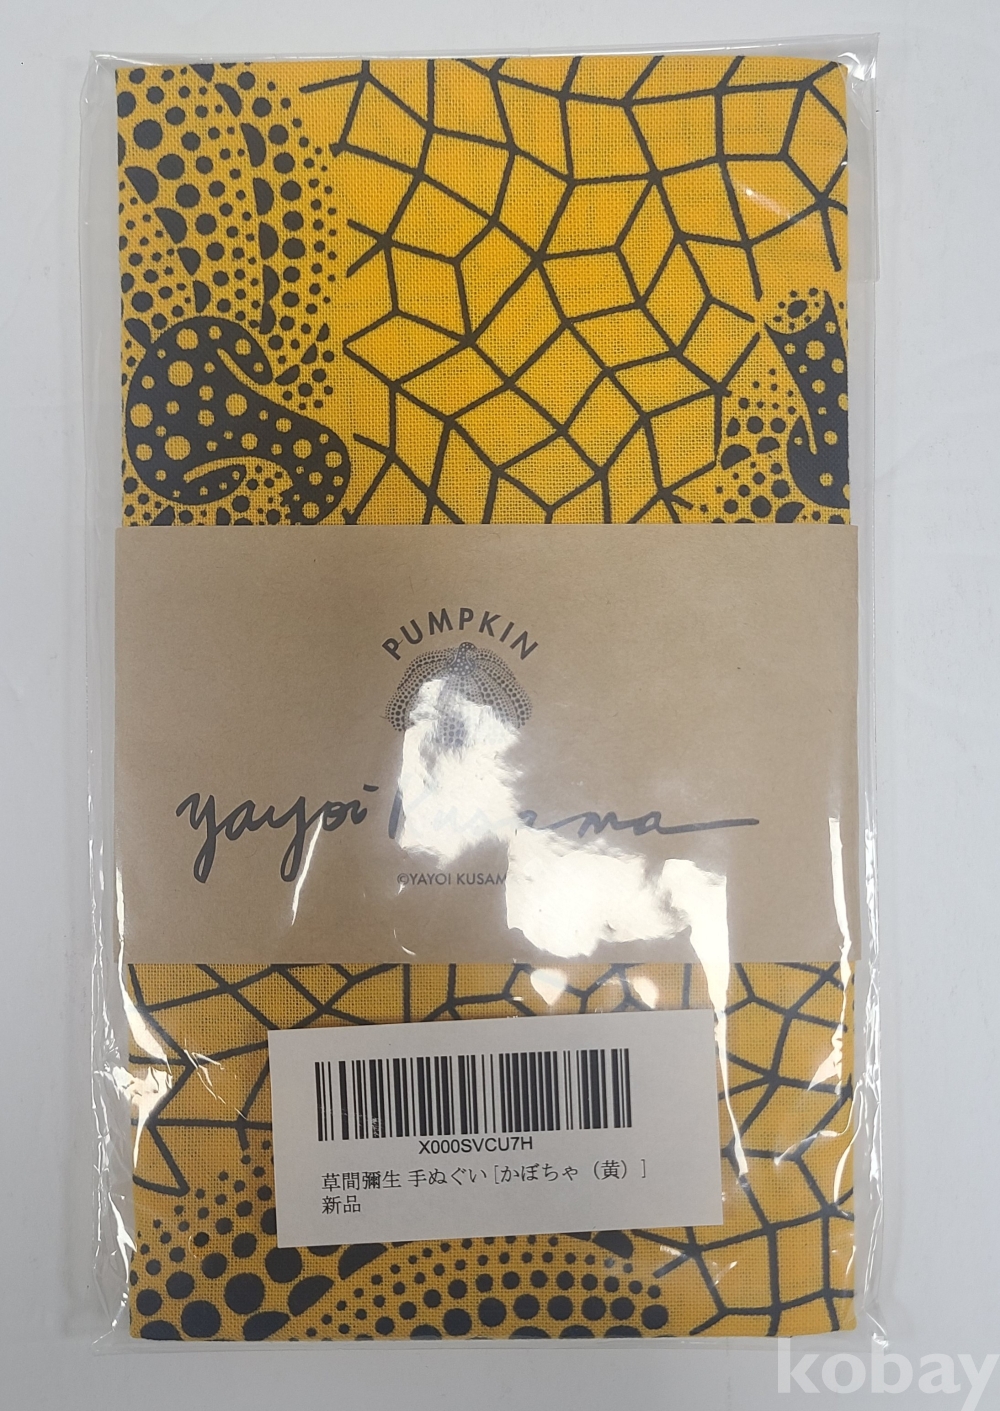 PUMPKIN
yayoi Kusama
©YAYOI KUSAM
X000SVCU7H
草間彌生 手ぬぐい [かぼちゃ（黄）]
新品
kobay